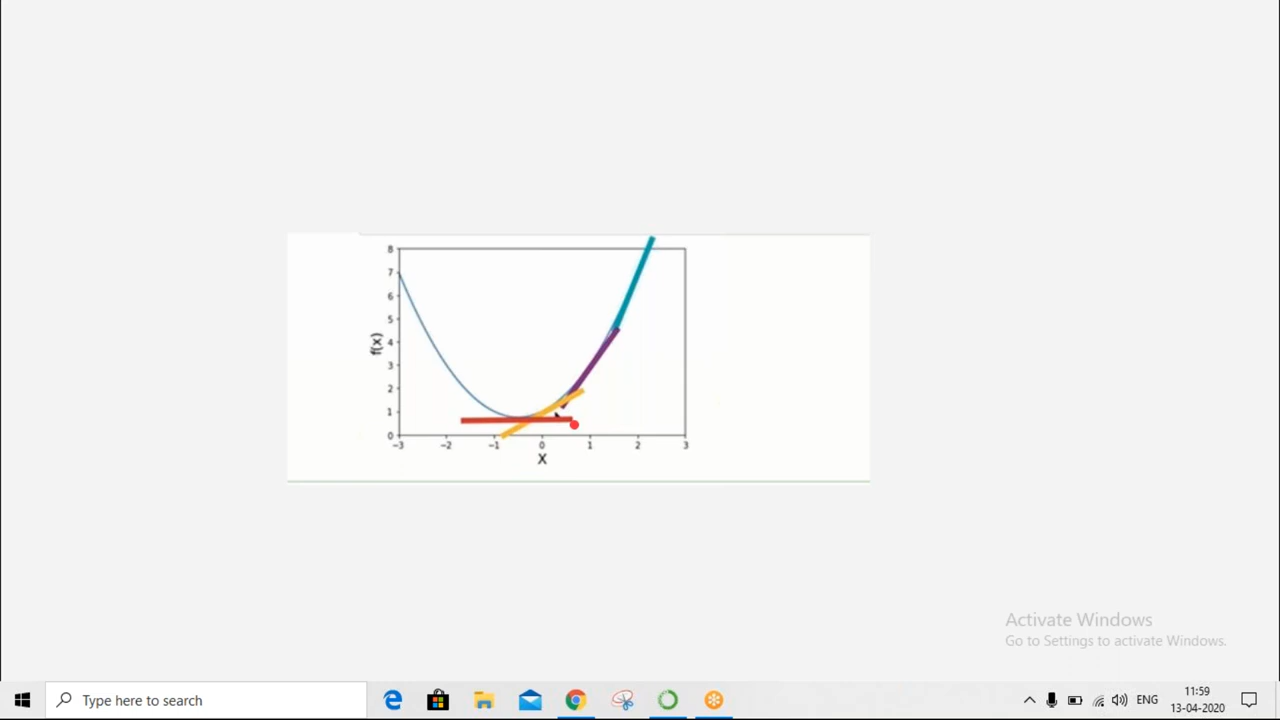 8
7
6
5
4
3
2
1
0
f(x)
-3 -2 -1 0 1 2 3
X
Activate Windows
Go to Settings to activate Windows.
Type here to search
ENG
11:59
13-04-2020